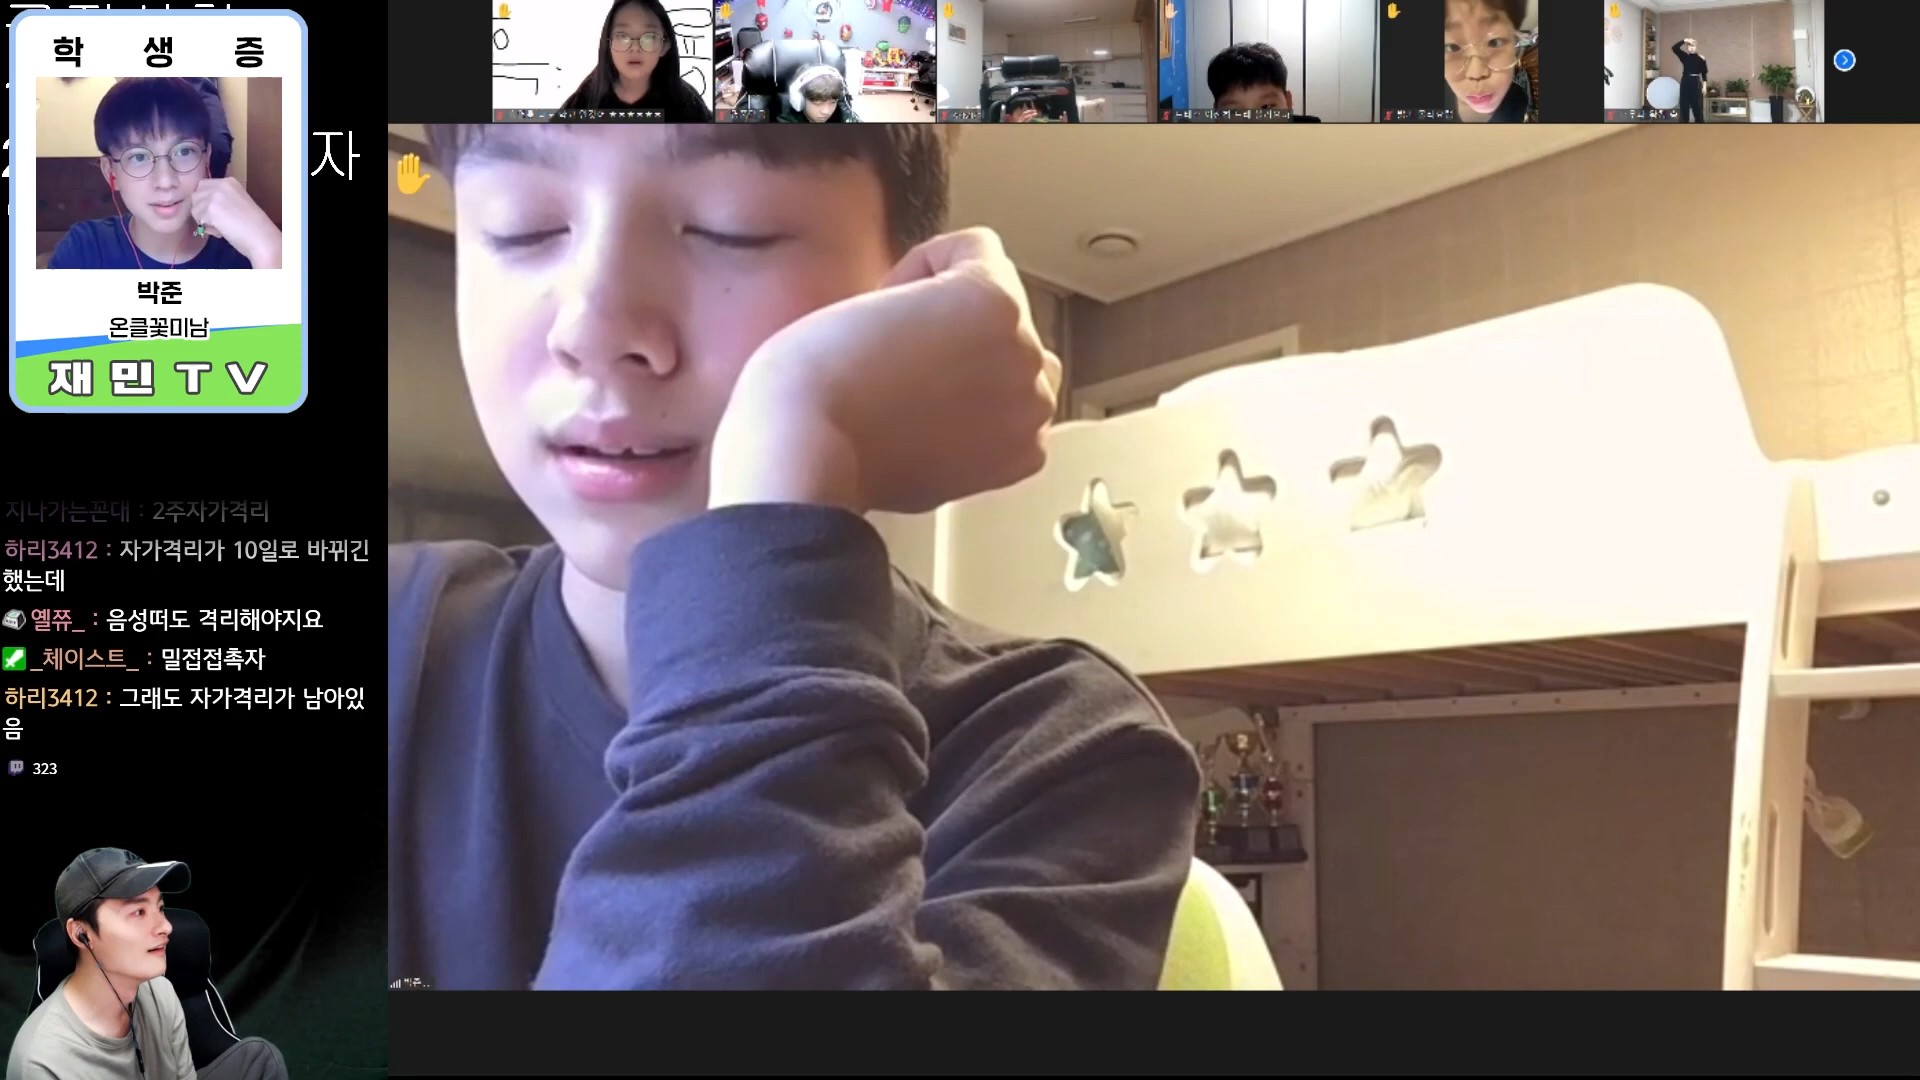 학 생 증
박준
온클꽃미남
재 민 T V
자
지나가는꼰대 : 2주자가격리
하리3412 : 자가격리가 10일로 바뀌긴
했는데
옐쮸_ : 음성떠도 격리해야지요
_체이스트_ : 밀접접촉자
하리3412 : 그래도 자가격리가 남아있
음
323
박준